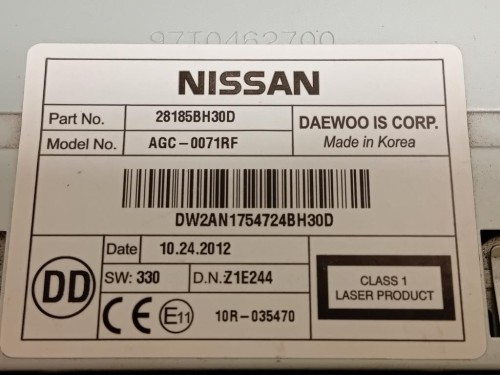 97T0462700
NISSAN
Part No. 28185BH30D
DAEWOO IS CORP.
Model No. AGC-0071RF
Made in Korea
DW2AN1754724BH30D
DD
Date 10.24.2012
SW: 330 D.N.Z1E244
CE E11 10R-035470
CLASS 1
LASER PRODUCT